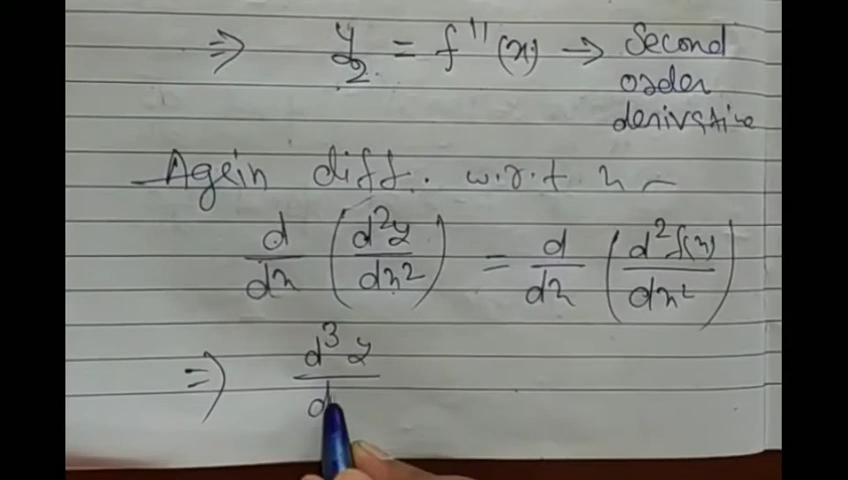 ⇒ y₂ = f''(x) → Second
order
derivative
Again diff. w.r.t. x -
d/dx (d²y/dx²) = d/dx (d²f(x)/dx²)
⇒ d³y/d